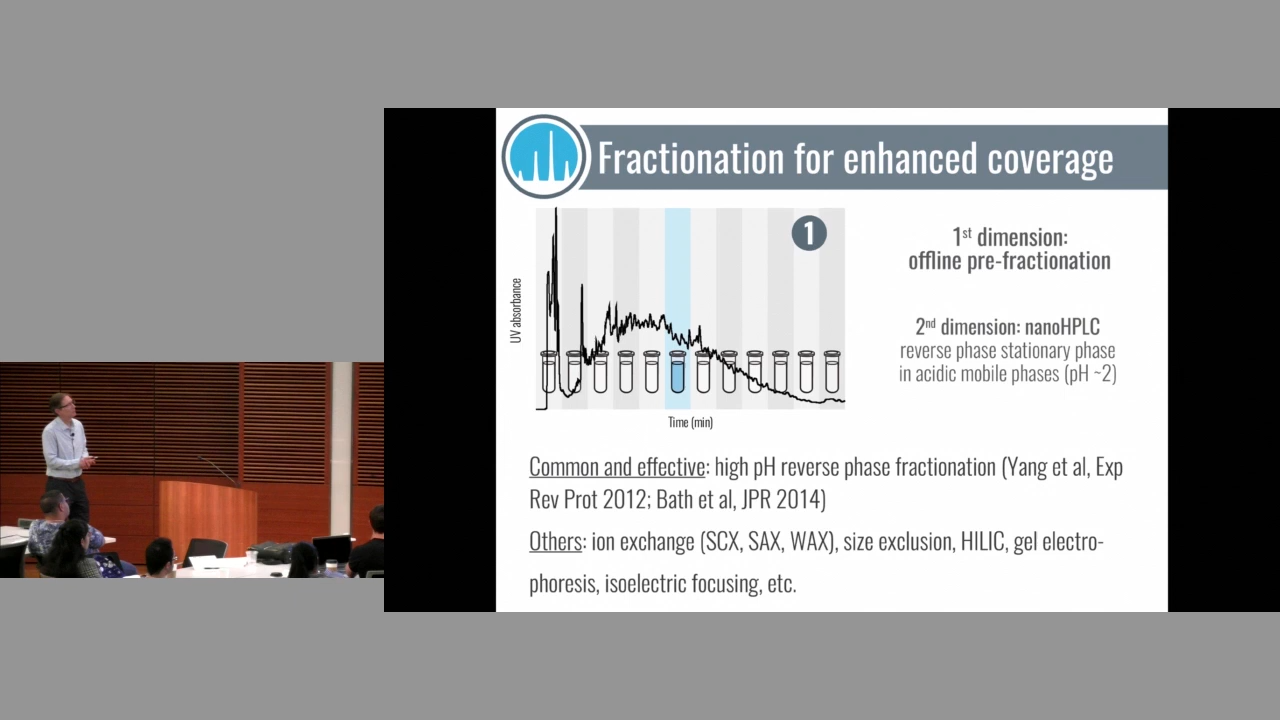 Fractionation for enhanced coverage
1
UV absorbance
Time (min)
1st dimension:
offline pre-fractionation
2nd dimension: nanoHPLC
reverse phase stationary phase
in acidic mobile phases (pH ~2)
Common and effective: high pH reverse phase fractionation (Yang et al, Exp
Rev Prot 2012; Bath et al, JPR 2014)
Others: ion exchange (SCX, SAX, WAX), size exclusion, HILIC, gel electro-
phoresis, isoelectric focusing, etc.